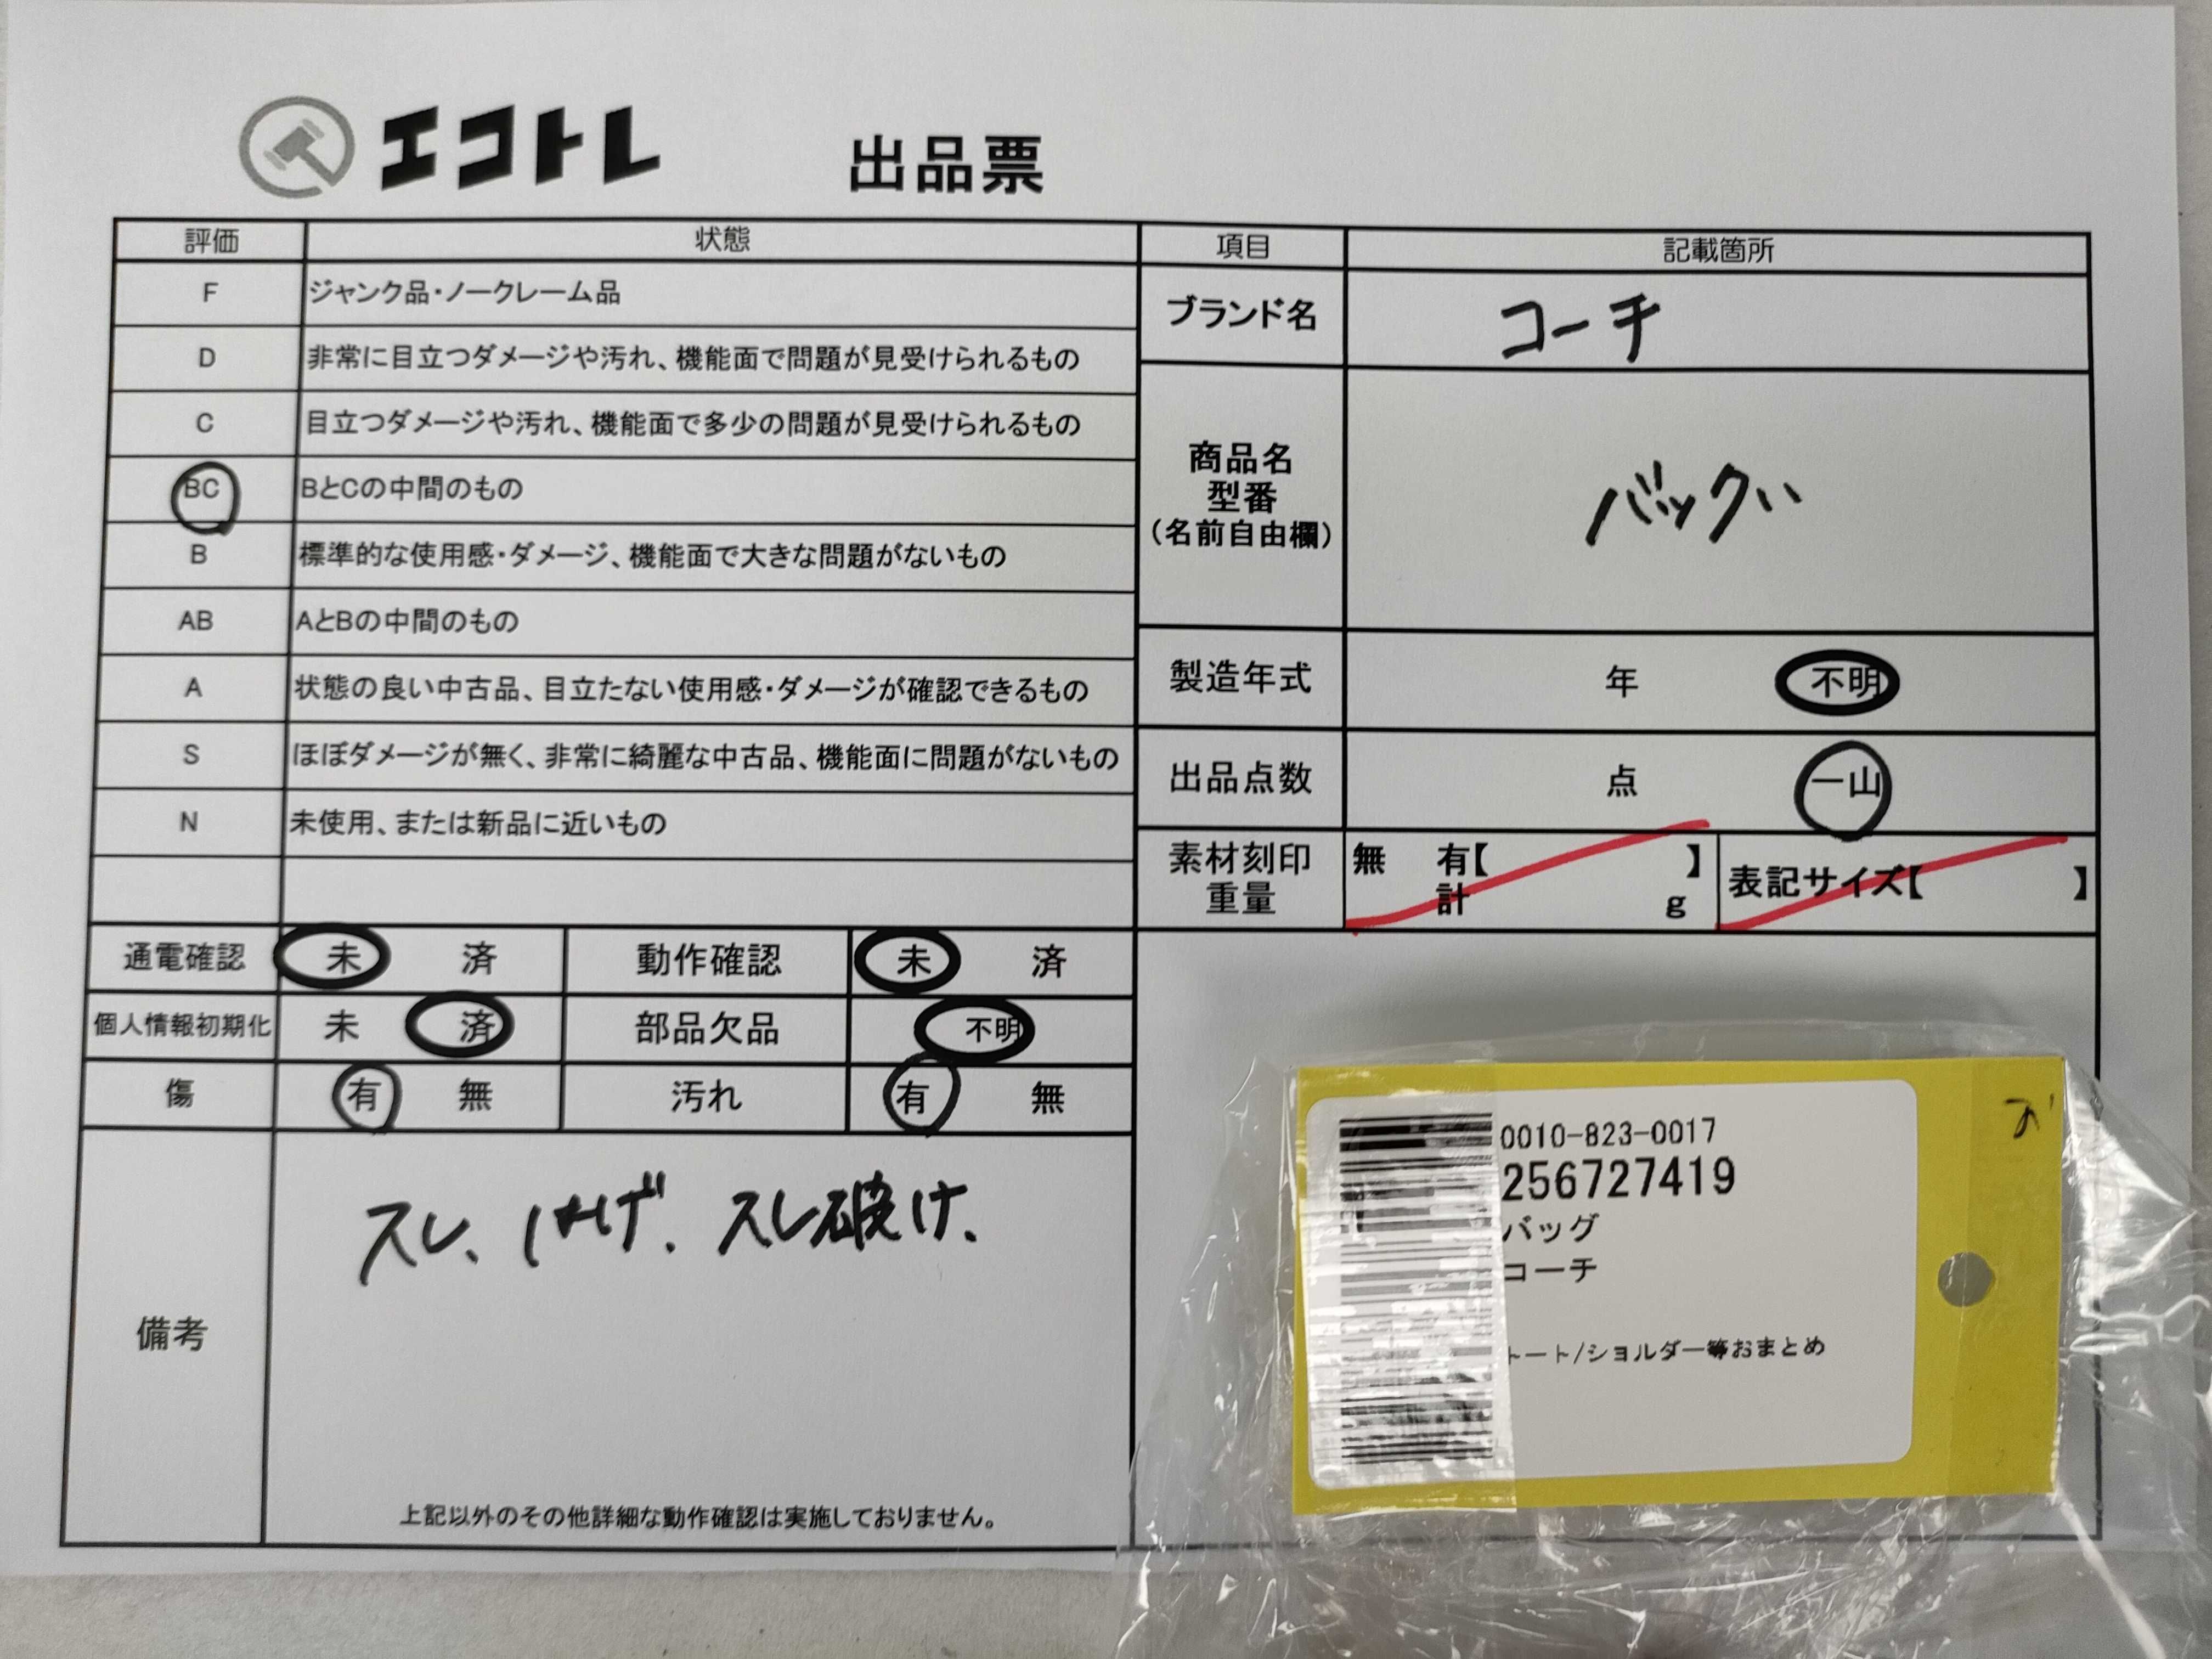 エコトレ 出品票
評価 状態
F ジャンク品・ノークレーム品
D 非常に目立つダメージや汚れ、機能面で問題が見受けられるもの
C 目立つダメージや汚れ、機能面で多少の問題が見受けられるもの
BC BとCの中間のもの
B 標準的な使用感・ダメージ、機能面で大きな問題がないもの
AB AとBの中間のもの
A 状態の良い中古品、目立たない使用感・ダメージが確認できるもの
S ほぼダメージが無く、非常に綺麗な中古品、機能面に問題がないもの
N 未使用、または新品に近いもの
通電確認 未 済 動作確認 未 済
個人情報初期化 未 済 部品欠品 不明
傷 有 無 汚れ 有 無
備考
スレ、はげ、スレ破け、
上記以外のその他詳細な動作確認は実施しておりません。
項目 記載箇所
ブランド名 コーチ
商品名
型番
(名前自由欄)
バッグ
製造年式 年 不明
出品点数 点 一山
素材刻印 無 有【 】
重量 計 g
表記サイズ【 】
0010-823-0017
256727419
バッグ
コーチ
トート/ショルダー等おまとめ